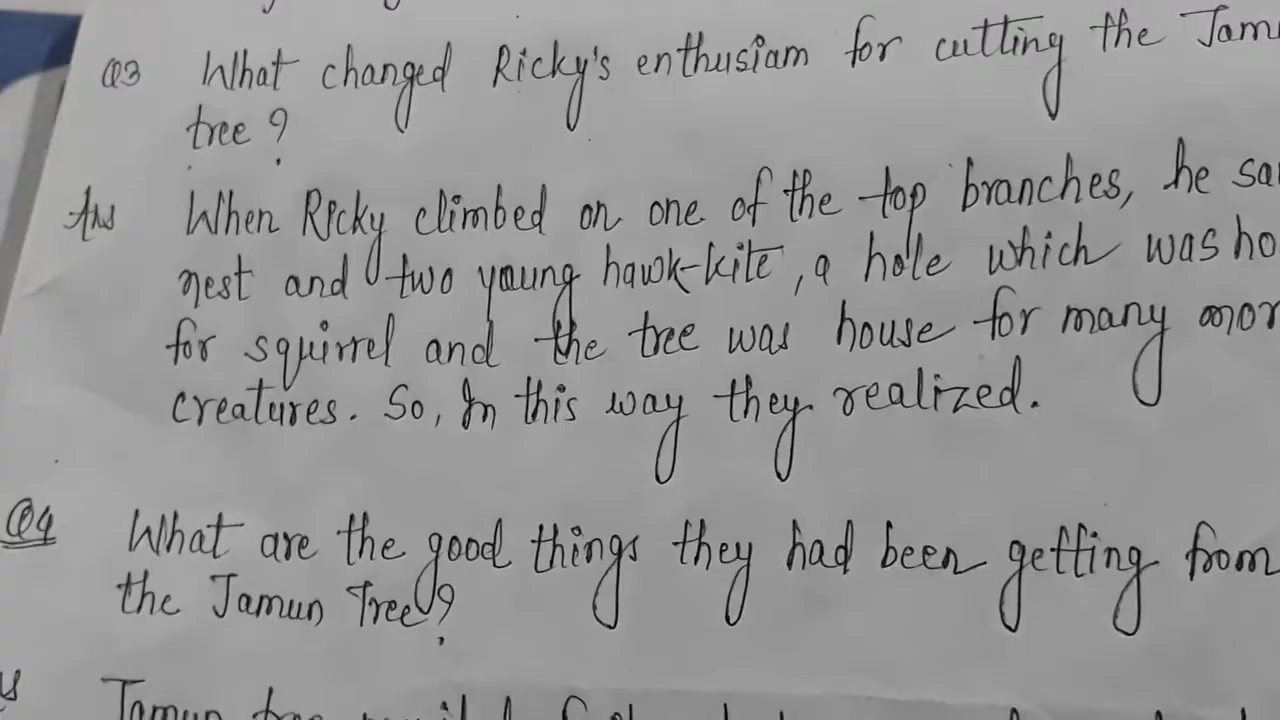 Q3 What changed Ricky's enthusiam for cutting the Jam
tree ?
Ans When Ricky climbed on one of the top branches, he sa
nest and two young hawk-kite, a hole which was ho
for squirrel and the tree was house for many mor
creatures. So, In this way they realized.
Q4 What are the good things they had been getting from
the Jamun Tree?
Jamun tree